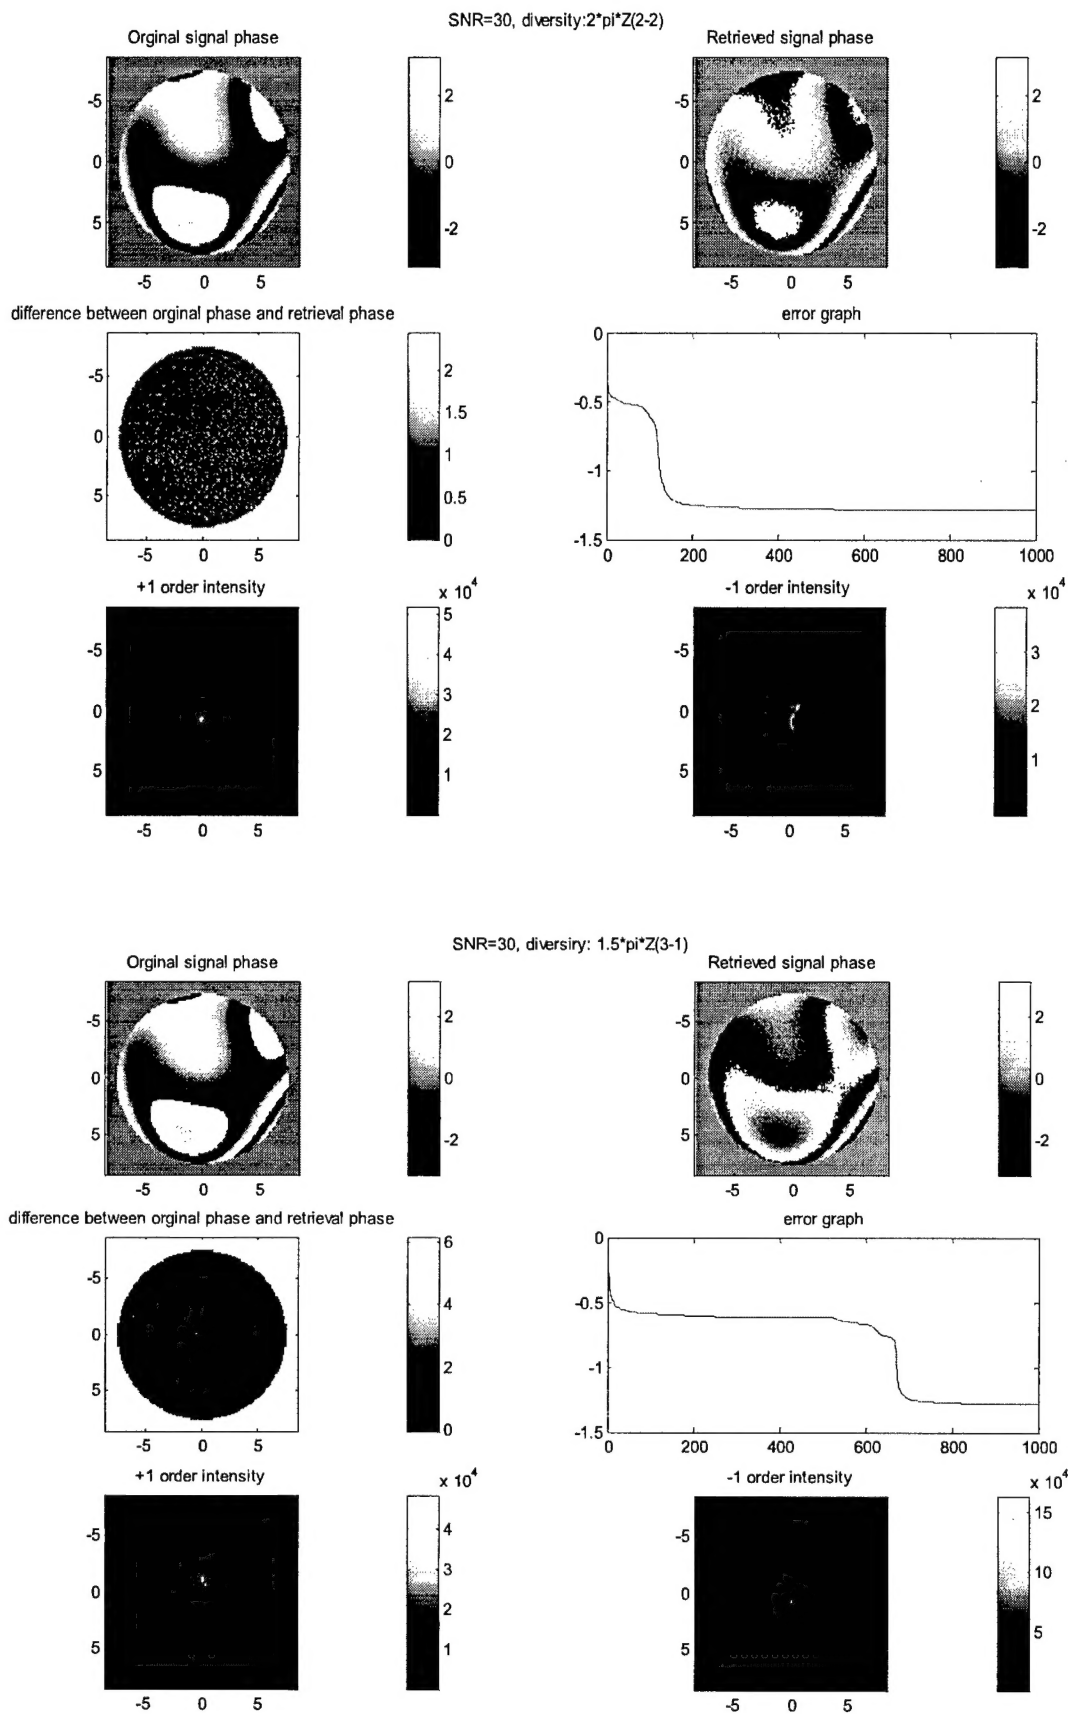 SNR=30, diversity:2*pi*Z(2-2)
Orginal signal phase
Retrieved signal phase
-5
0
5
-5 0 5
2
0
-2
-5
0
5
-5 0 5
2
0
-2
difference between orginal phase and retrieval phase
error graph
-5
0
5
-5 0 5
2
1.5
1
0.5
0
0
-0.5
-1
-1.5
0 200 400 600 800 1000
+1 order intensity
-1 order intensity
x 10^4
-5
0
5
-5 0 5
5
4
3
2
1
x 10^4
-5
0
5
-5 0 5
3
2
1
SNR=30, diversiry: 1.5*pi*Z(3-1)
Orginal signal phase
Retrieved signal phase
-5
0
5
-5 0 5
2
0
-2
-5
0
5
-5 0 5
2
0
-2
difference between orginal phase and retrieval phase
error graph
-5
0
5
-5 0 5
6
4
2
0
0
-0.5
-1
-1.5
0 200 400 600 800 1000
+1 order intensity
-1 order intensity
x 10^4
-5
0
5
-5 0 5
4
3
2
1
x 10^4
-5
0
5
-5 0 5
15
10
5